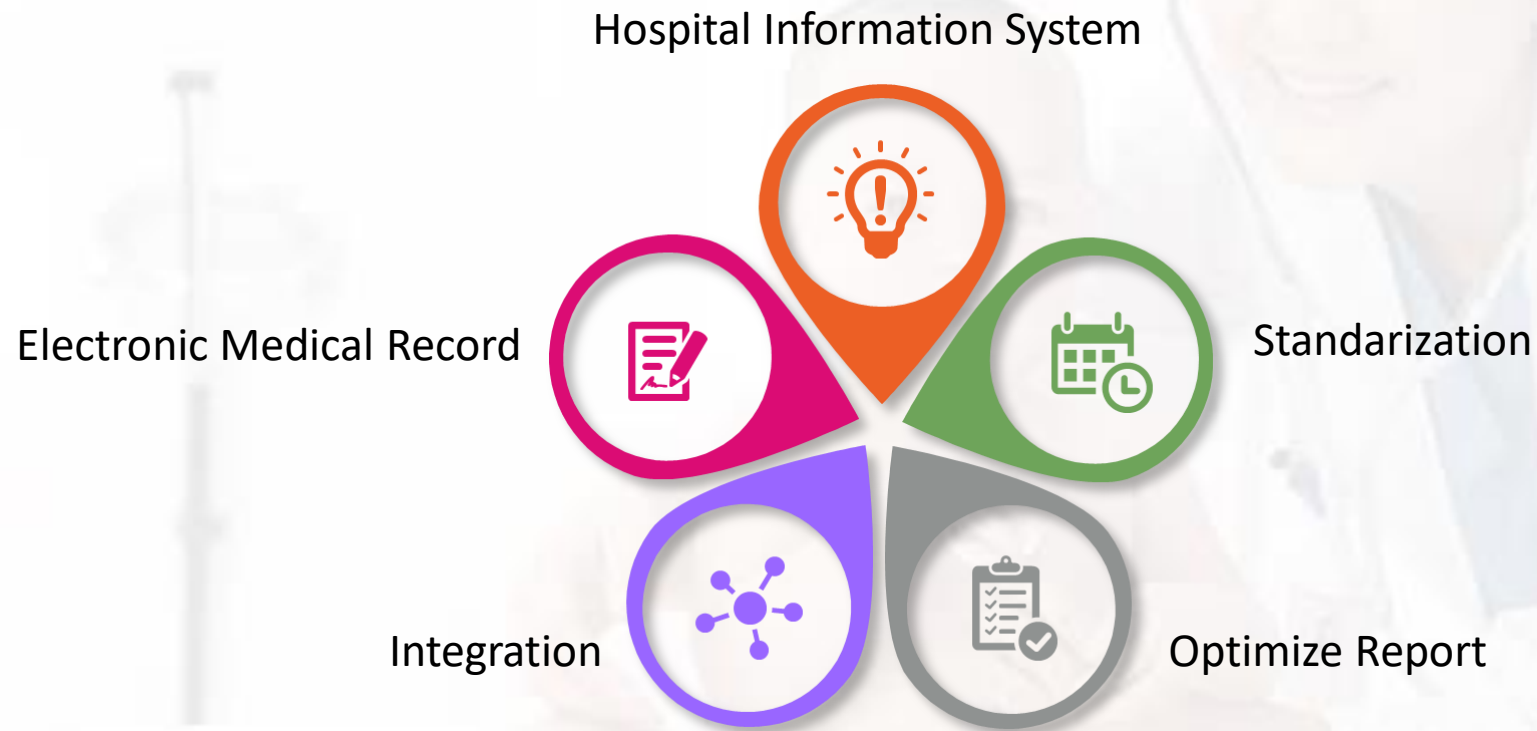 Hospital Information System
Electronic Medical Record
Standarization
Integration
Optimize Report